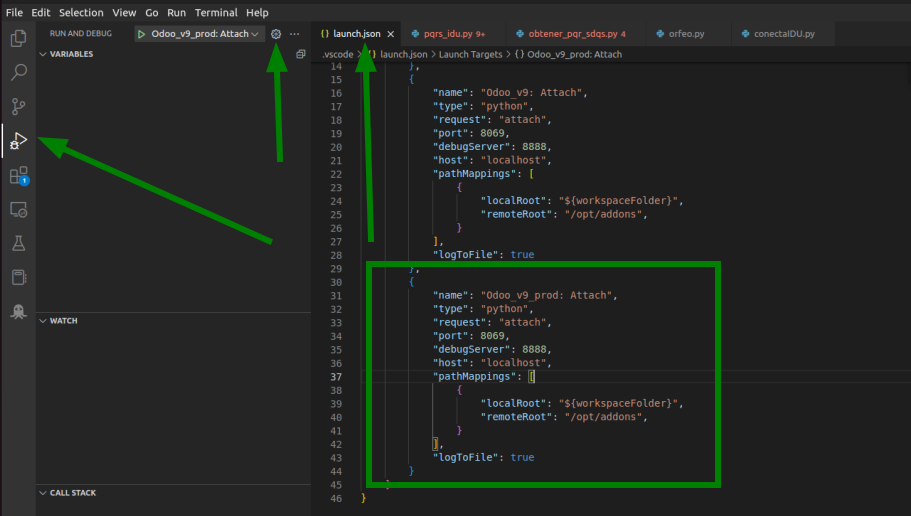 File Edit Selection View Go Run Terminal Help
RUN AND DEBUG Odoo_v9_prod: Attach ··· {} launch.json × pqrs_idu.py 9+ obtener_pqr_sdqs.py 4 orfeo.py conectaIDU.py
VARIABLES
.vscode > {} launch.json > Launch Targets > {} Odoo_v9_prod: Attach
14 },
15 {
16 "name": "Odoo_v9: Attach",
17 "type": "python",
18 "request": "attach",
19 "port": 8069,
20 "debugServer": 8888,
21 "host": "localhost",
22 "pathMappings": [
23 {
24 "localRoot": "${workspaceFolder}",
25 "remoteRoot": "/opt/addons",
26 }
27 ],
28 "logToFile": true
29 },
30 {
31 "name": "Odoo_v9_prod: Attach",
32 "type": "python",
33 "request": "attach",
34 "port": 8069,
35 "debugServer": 8888,
36 "host": "localhost",
37 "pathMappings": [
38 {
39 "localRoot": "${workspaceFolder}",
40 "remoteRoot": "/opt/addons",
41 }
42 ],
43 "logToFile": true
44 }
45 ]
46 }
1
WATCH
CALL STACK